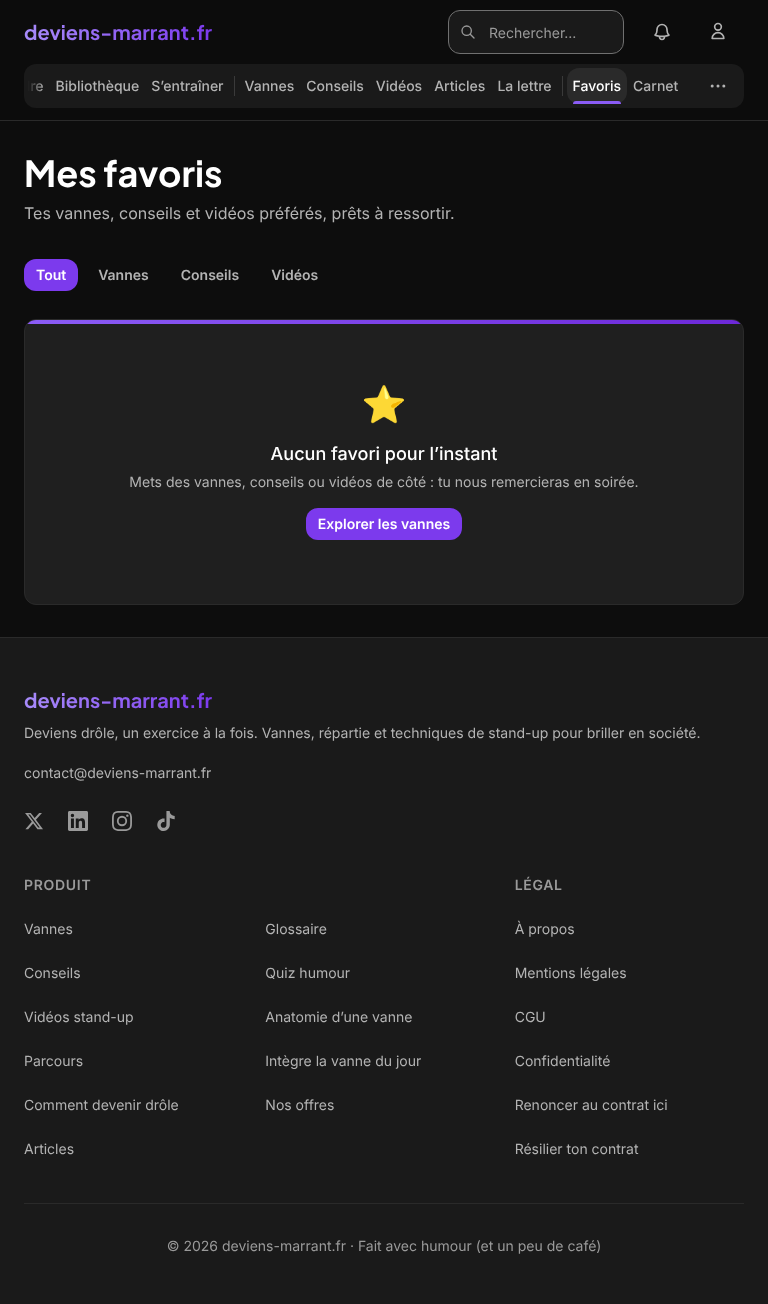 deviens-marrant.fr
Rechercher...
re Bibliothèque S’entraîner Vannes Conseils Vidéos Articles La lettre Favoris Carnet
Mes favoris
Tes vannes, conseils et vidéos préférés, prêts à ressortir.
Tout Vannes Conseils Vidéos
Aucun favori pour l’instant
Mets des vannes, conseils ou vidéos de côté : tu nous remercieras en soirée.
Explorer les vannes
deviens-marrant.fr
Deviens drôle, un exercice à la fois. Vannes, répartie et techniques de stand-up pour briller en société.
contact@deviens-marrant.fr
PRODUIT
Vannes
Conseils
Vidéos stand-up
Parcours
Comment devenir drôle
Articles
Glossaire
Quiz humour
Anatomie d’une vanne
Intègre la vanne du jour
Nos offres
LÉGAL
À propos
Mentions légales
CGU
Confidentialité
Renoncer au contrat ici
Résilier ton contrat
© 2026 deviens-marrant.fr · Fait avec humour (et un peu de café)